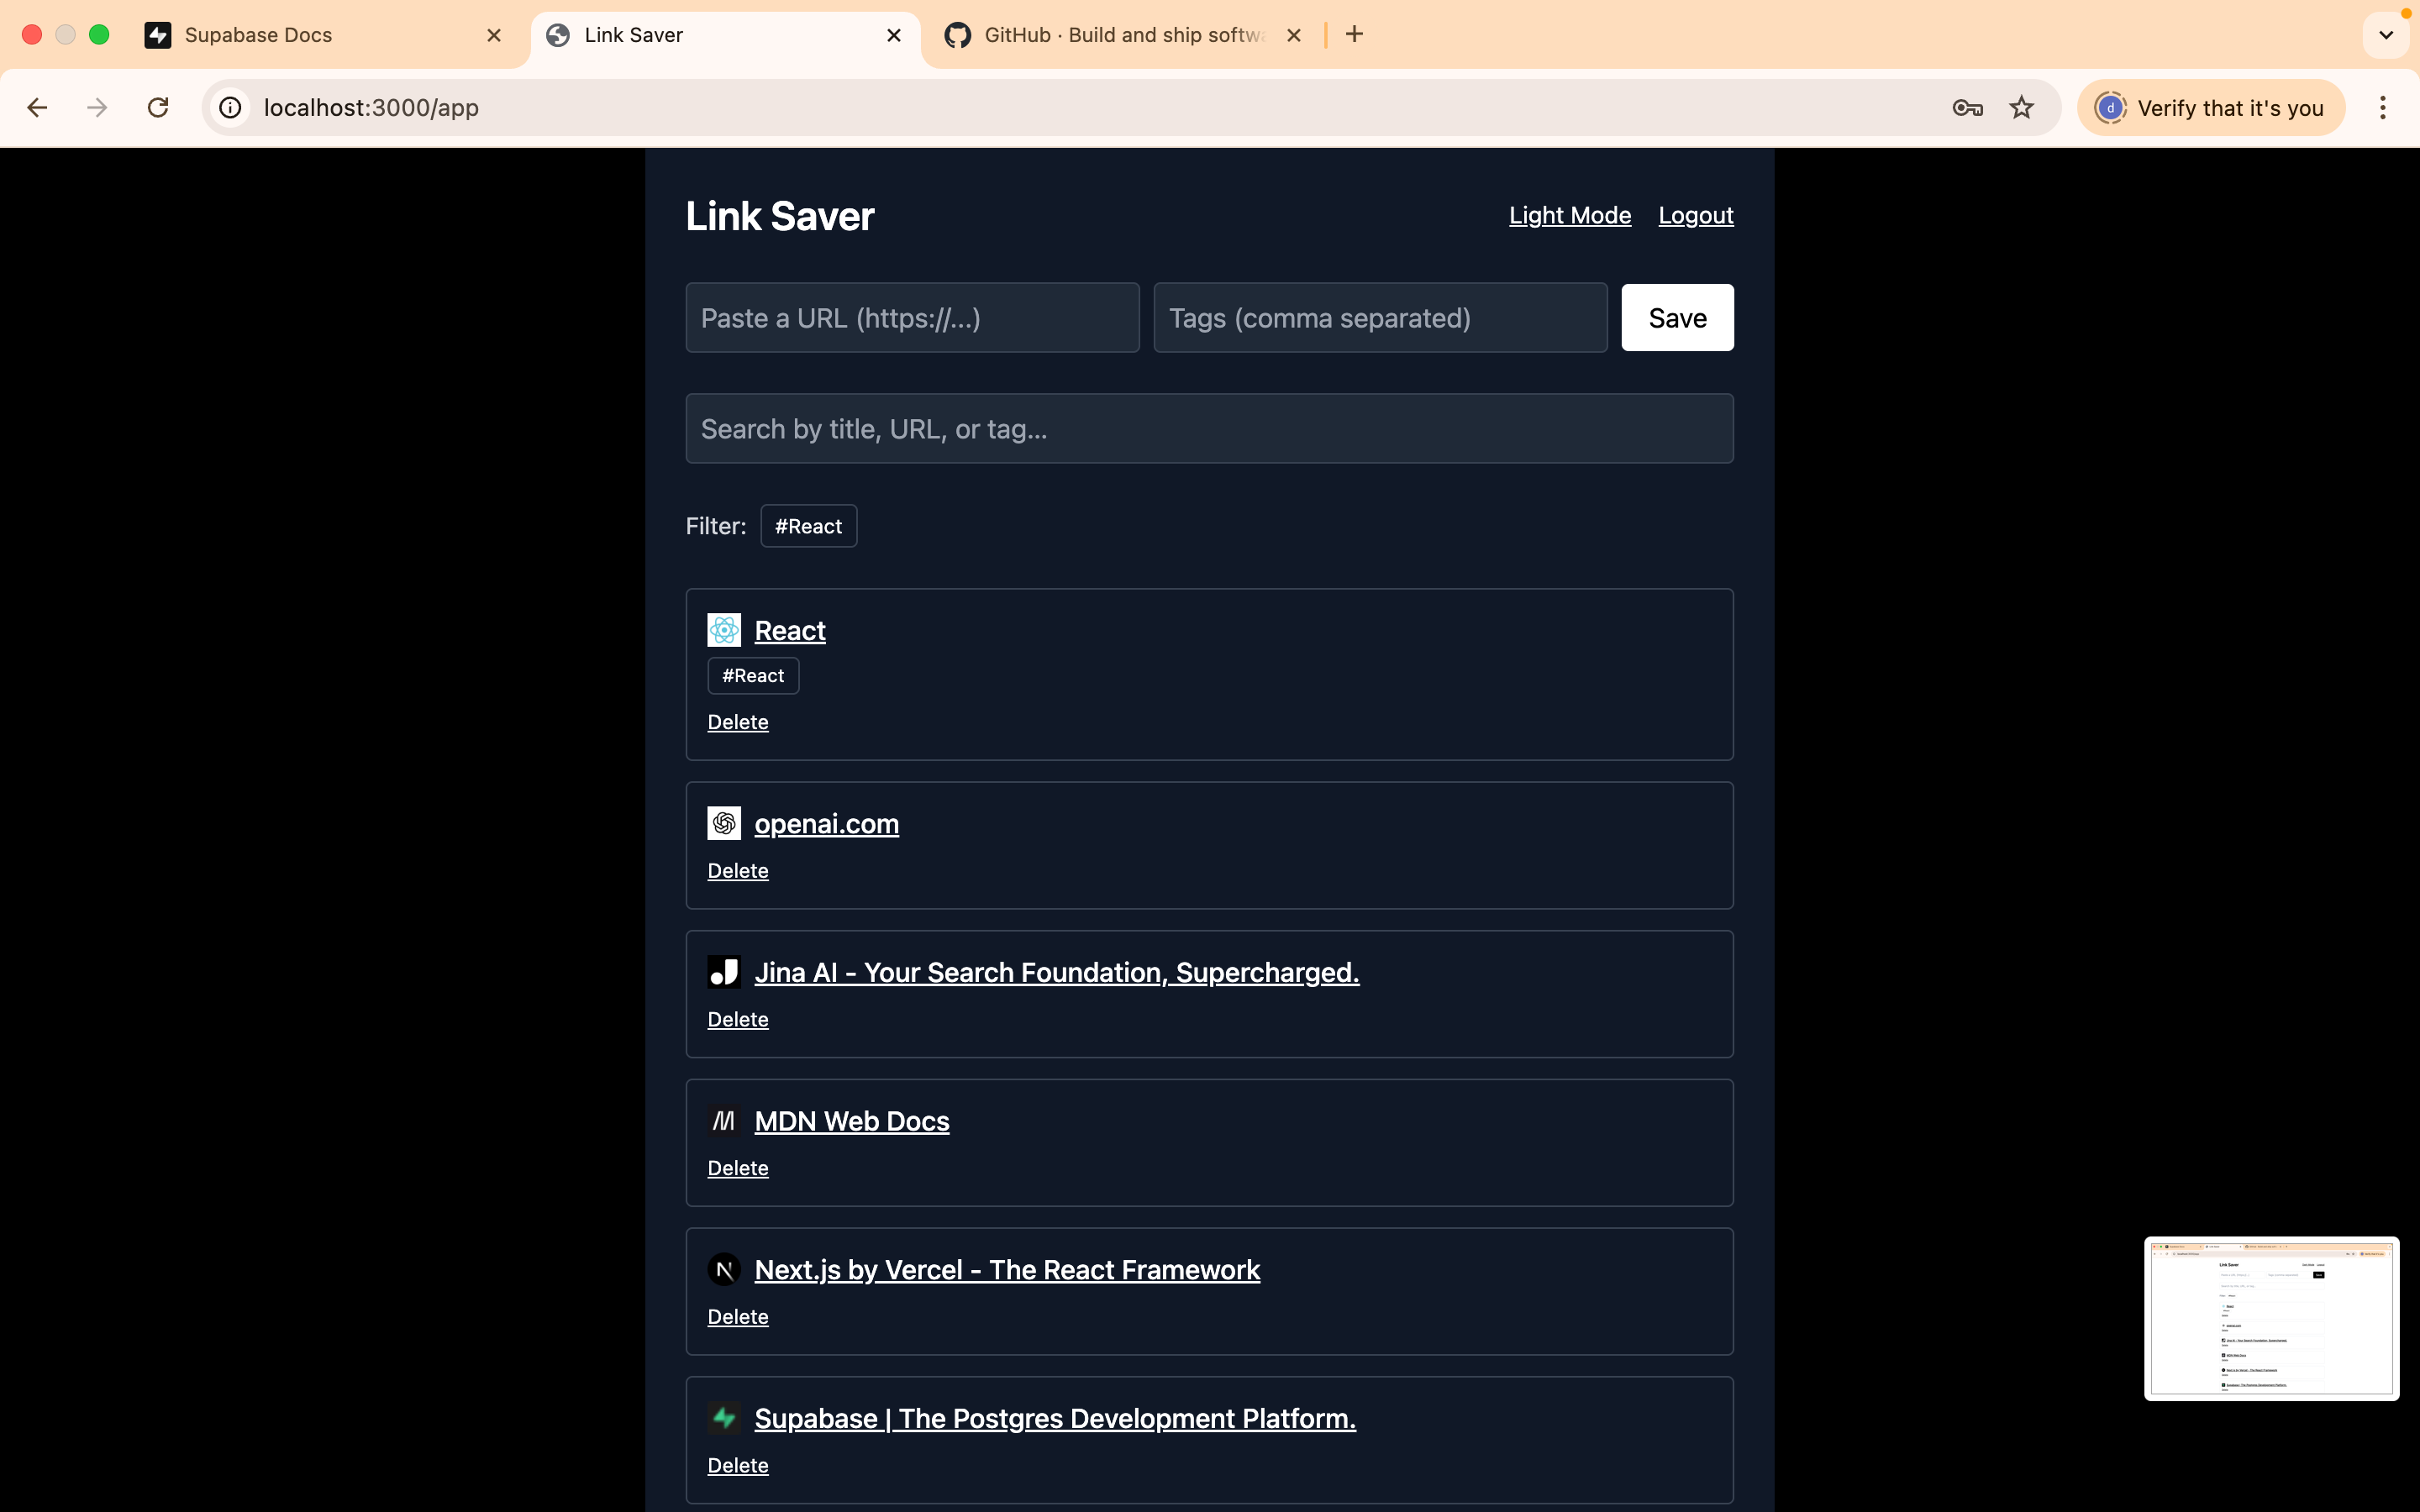 Supabase Docs
Link Saver
GitHub · Build and ship softw
localhost:3000/app
d
Verify that it's you
Link Saver
Light Mode
Logout
Paste a URL (https://...)
Tags (comma separated)
Save
Search by title, URL, or tag...
Filter:
#React
React
#React
Delete
openai.com
Delete
Jina AI - Your Search Foundation, Supercharged.
Delete
MDN Web Docs
Delete
Next.js by Vercel - The React Framework
Delete
Supabase | The Postgres Development Platform.
Delete